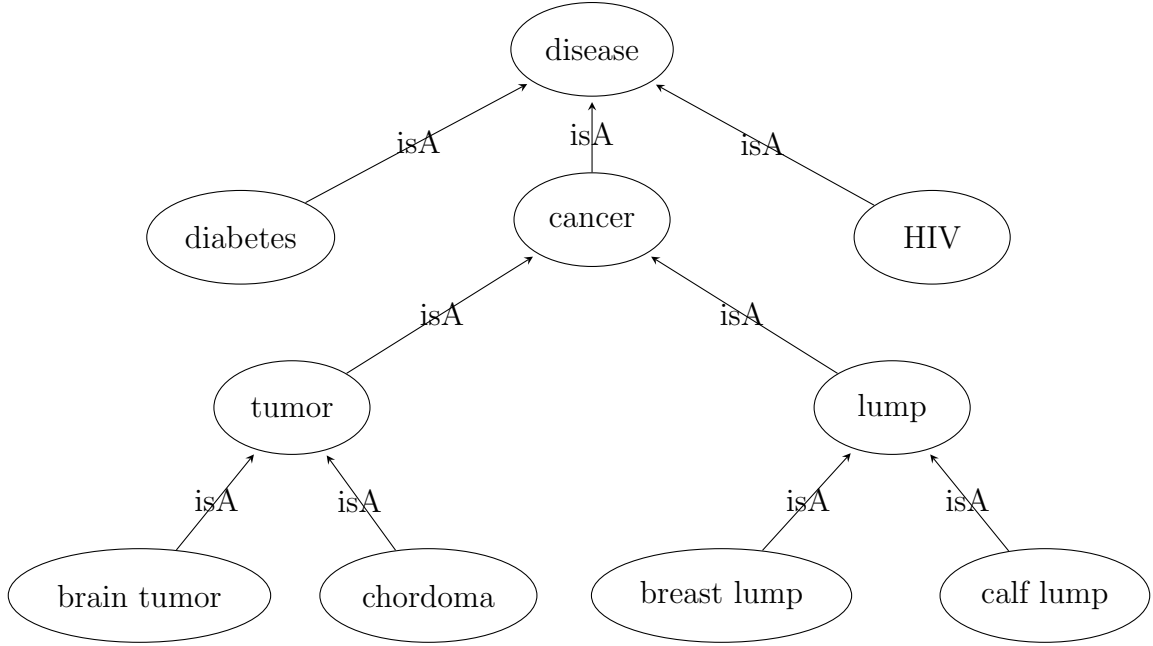 disease
isA
isA
isA
diabetes
cancer
HIV
isA
isA
tumor
lump
isA
isA
isA
isA
brain tumor
chordoma
breast lump
calf lump